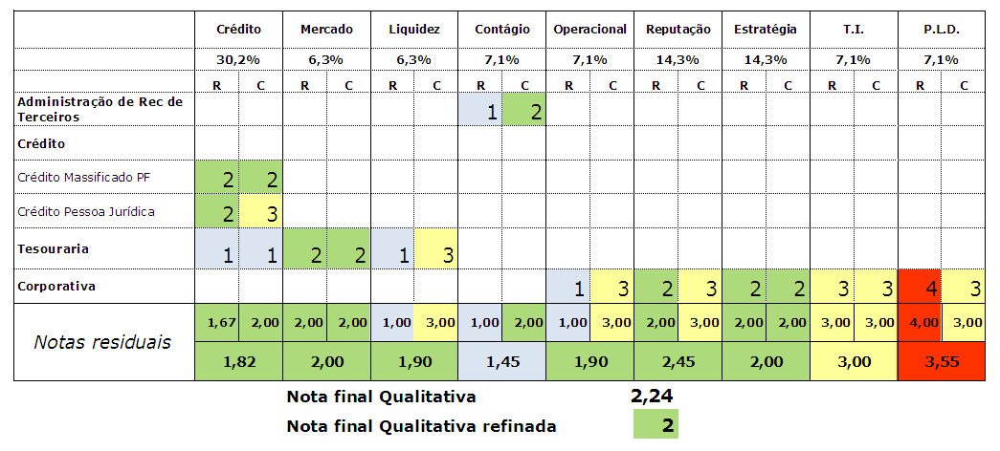 Crédito Mercado Liquidez Contágio Operacional Reputação Estratégia T.I. P.L.D.
30,2% 6,3% 6,3% 7,1% 7,1% 14,3% 14,3% 7,1% 7,1%
R C R C R C R C R C R C R C R C R C
Administração de Rec de
Terceiros 1 2
Crédito
Crédito Massificado PF 2 2
Crédito Pessoa Jurídica 2 3
Tesouraria 1 1 2 2 1 3
Corporativa 1 3 2 3 2 2 3 3 4 3
Notas residuais 1,67 2,00 2,00 2,00 1,00 3,00 1,00 2,00 1,00 3,00 2,00 3,00 2,00 2,00 3,00 3,00 4,00 3,00
1,82 2,00 1,90 1,45 1,90 2,45 2,00 3,00 3,55
Nota final Qualitativa 2,24
Nota final Qualitativa refinada 2